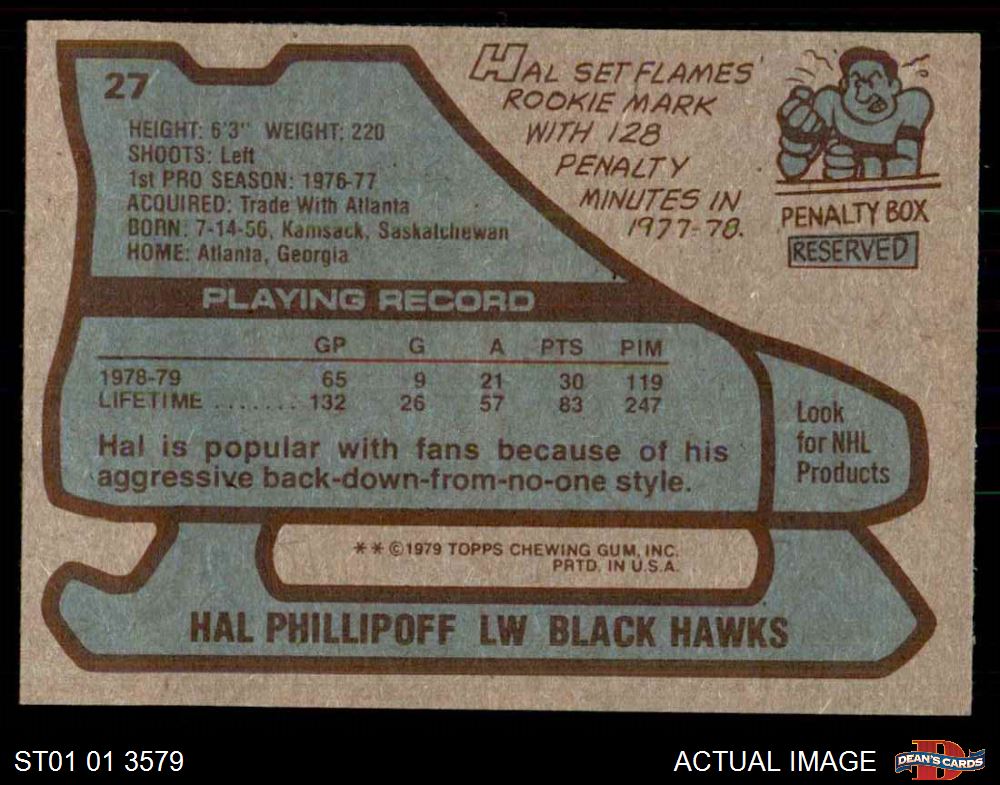 27
HEIGHT: 6'3" WEIGHT: 220
SHOOTS: Left
1st PRO SEASON: 1976-77
ACQUIRED: Trade With Atlanta
BORN: 7-14-56, Kamsack, Saskatchewan
HOME: Atlanta, Georgia
HAL SET FLAMES'
ROOKIE MARK
WITH 128
PENALTY
MINUTES IN
1977-78.
PENALTY BOX
RESERVED
PLAYING RECORD
GP G A PTS PIM
1978-79 65 9 21 30 119
LIFETIME ........ 132 26 57 83 247
Hal is popular with fans because of his
aggressive back-down-from-no-one style.
Look
for NHL
Products
** ©1979 TOPPS CHEWING GUM, INC.
PRTD. IN U.S.A.
HAL PHILLIPOFF LW BLACK HAWKS
ST01 01 3579
ACTUAL IMAGE
D
DEAN'S CARDS